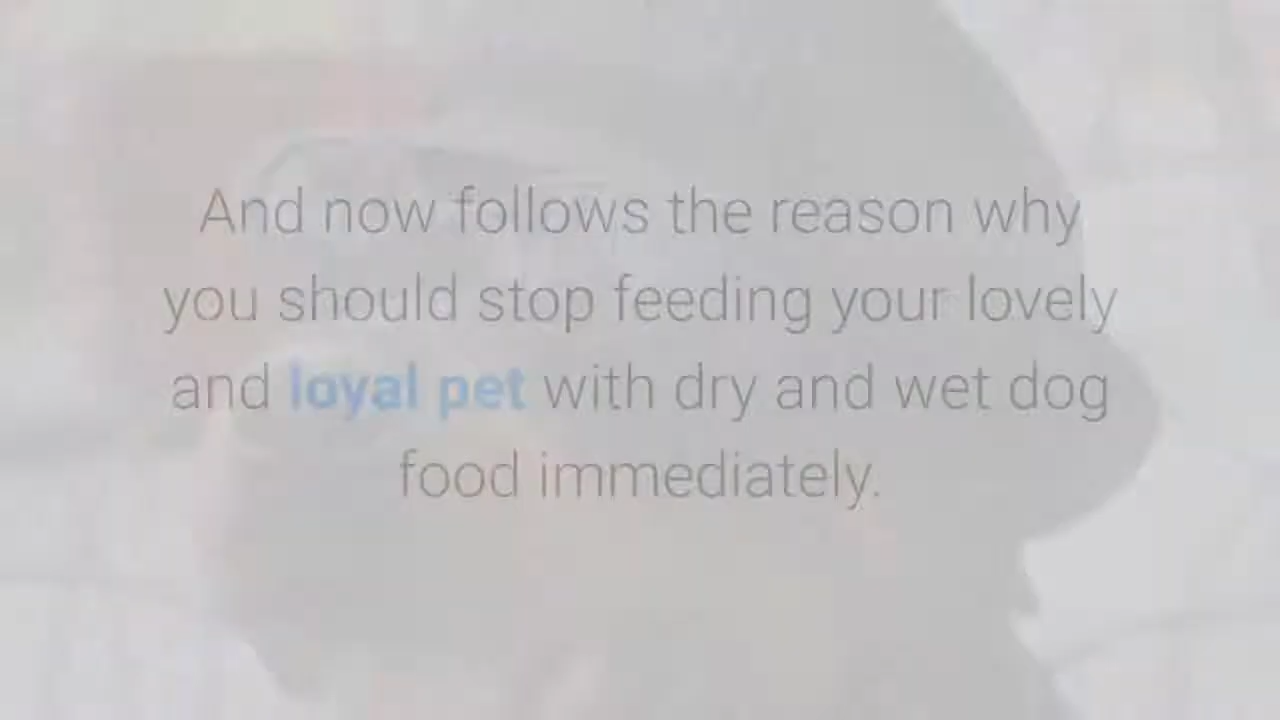 And now follows the reason why
you should stop feeding your lovely
and loyal pet with dry and wet dog
food immediately.